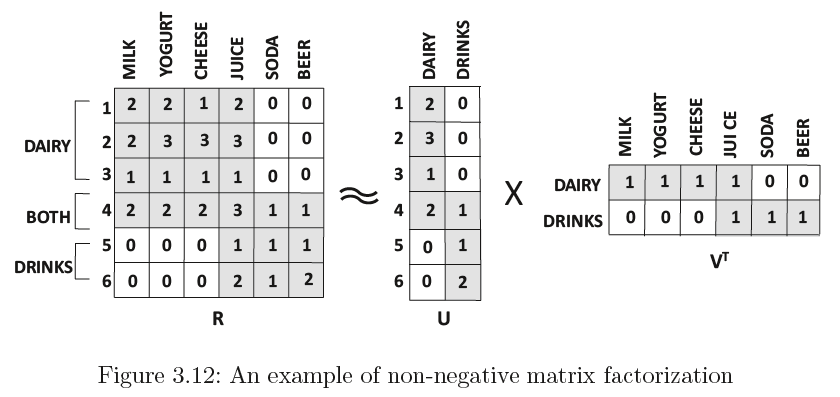 MILK YOGURT CHEESE JUICE SODA BEER
DAIRY DRINKS
MILK YOGURT CHEESE JUI CE SODA BEER
DAIRY
BOTH
DRINKS
1 2 2 1 2 0 0
2 2 3 3 3 0 0
3 1 1 1 1 0 0
4 2 2 2 3 1 1
5 0 0 0 1 1 1
6 0 0 0 2 1 2
R
≈
1 2 0
2 3 0
3 1 0
4 2 1
5 0 1
6 0 2
U
X
DAIRY 1 1 1 1 0 0
DRINKS 0 0 0 1 1 1
Vᵀ
Figure 3.12: An example of non-negative matrix factorization